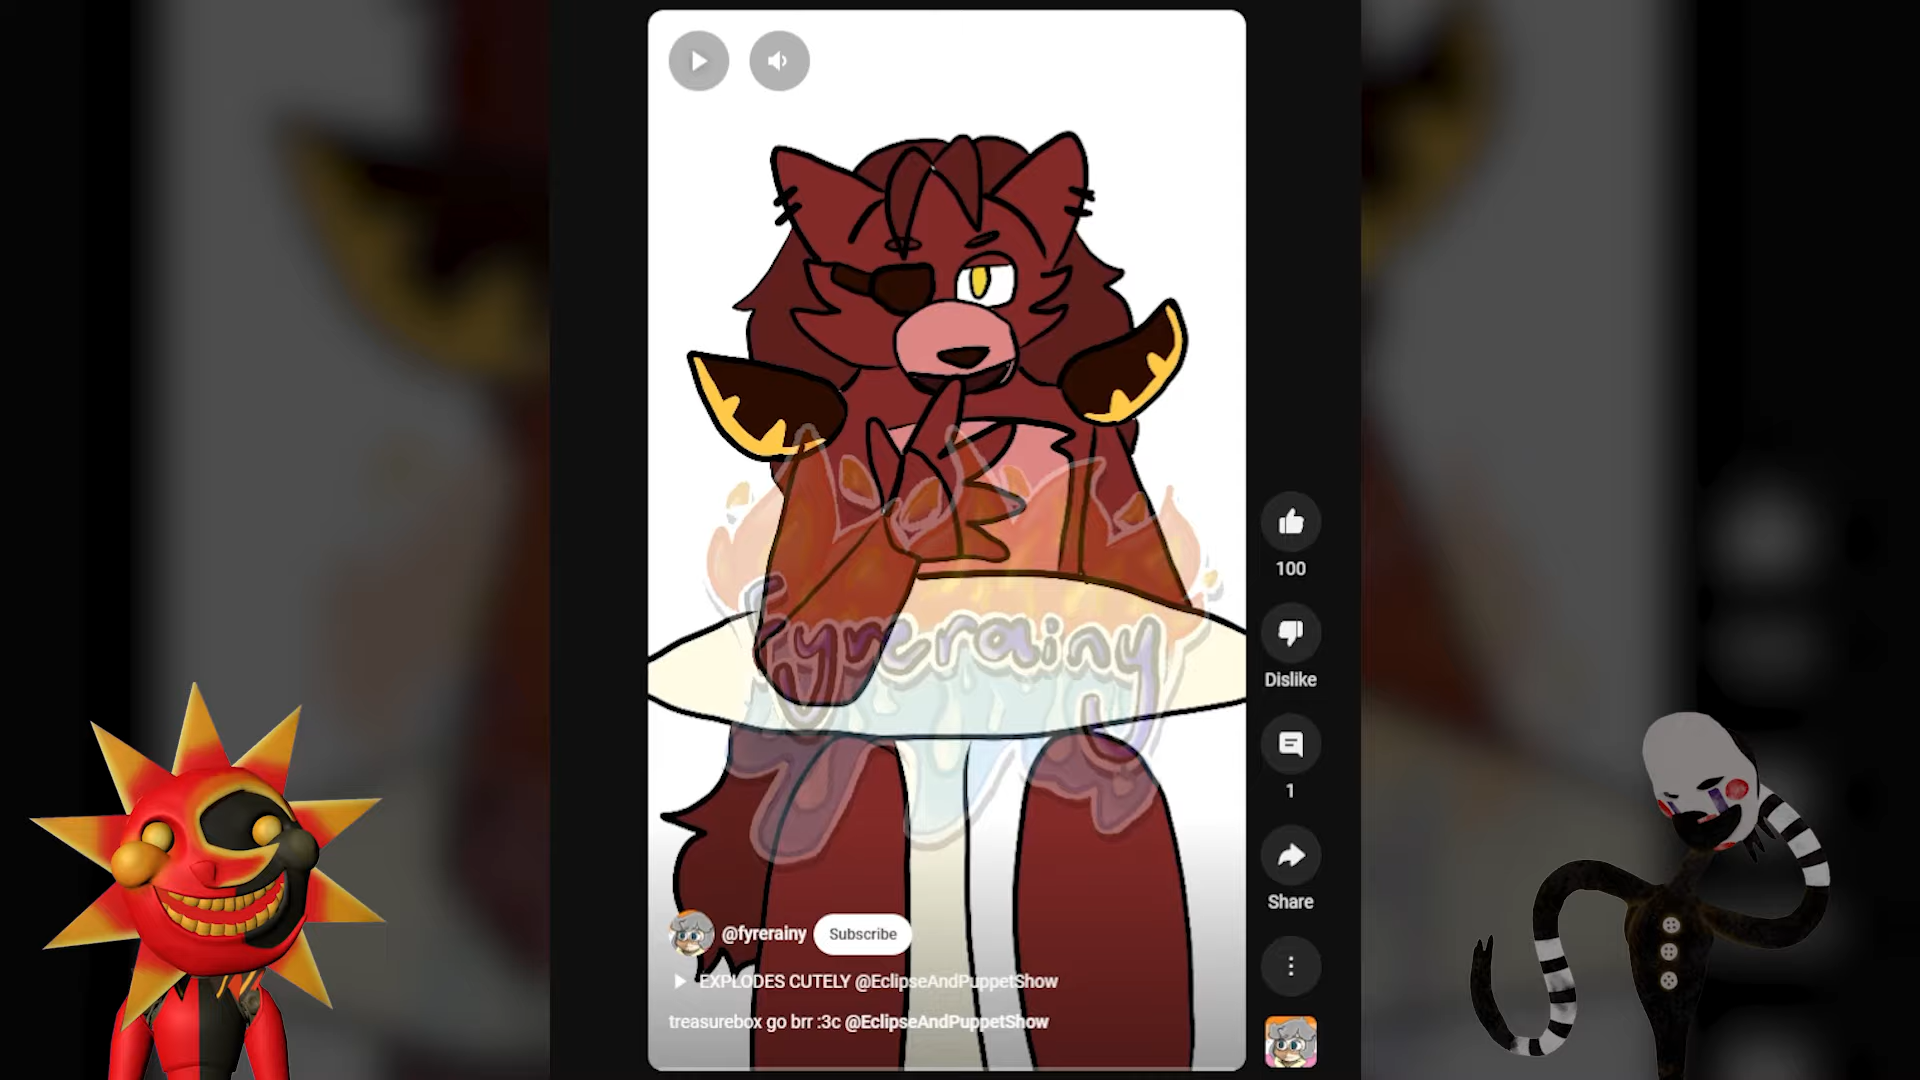 fyrerainy
100
Dislike
1
Share
@fyrerainy Subscribe
EXPLODES CUTELY @EclipseAndPuppetShow
treasurebox go brr :3c @EclipseAndPuppetShow